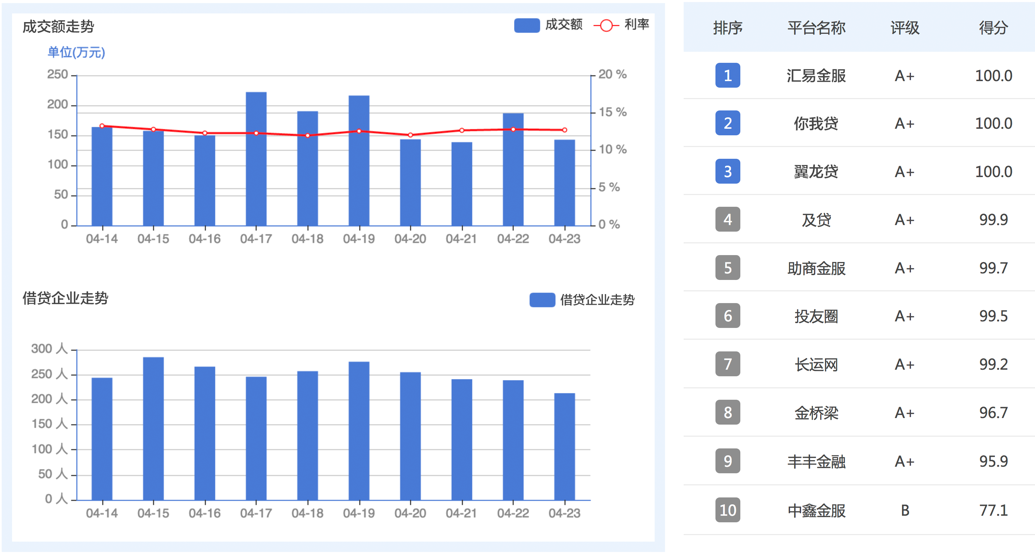 成交额走势
成交额 利率
单位(万元)
250 20 %
200 15 %
150
100 10 %
50 5 %
0 0 %
04-14 04-15 04-16 04-17 04-18 04-19 04-20 04-21 04-22 04-23
借贷企业走势
借贷企业走势
300 人
250 人
200 人
150 人
100 人
50 人
0 人
04-14 04-15 04-16 04-17 04-18 04-19 04-20 04-21 04-22 04-23
排序 平台名称 评级 得分
1 汇易金服 A+ 100.0
2 你我贷 A+ 100.0
3 翼龙贷 A+ 100.0
4 及贷 A+ 99.9
5 助商金服 A+ 99.7
6 投友圈 A+ 99.5
7 长运网 A+ 99.2
8 金桥梁 A+ 96.7
9 丰丰金融 A+ 95.9
10 中鑫金服 B 77.1